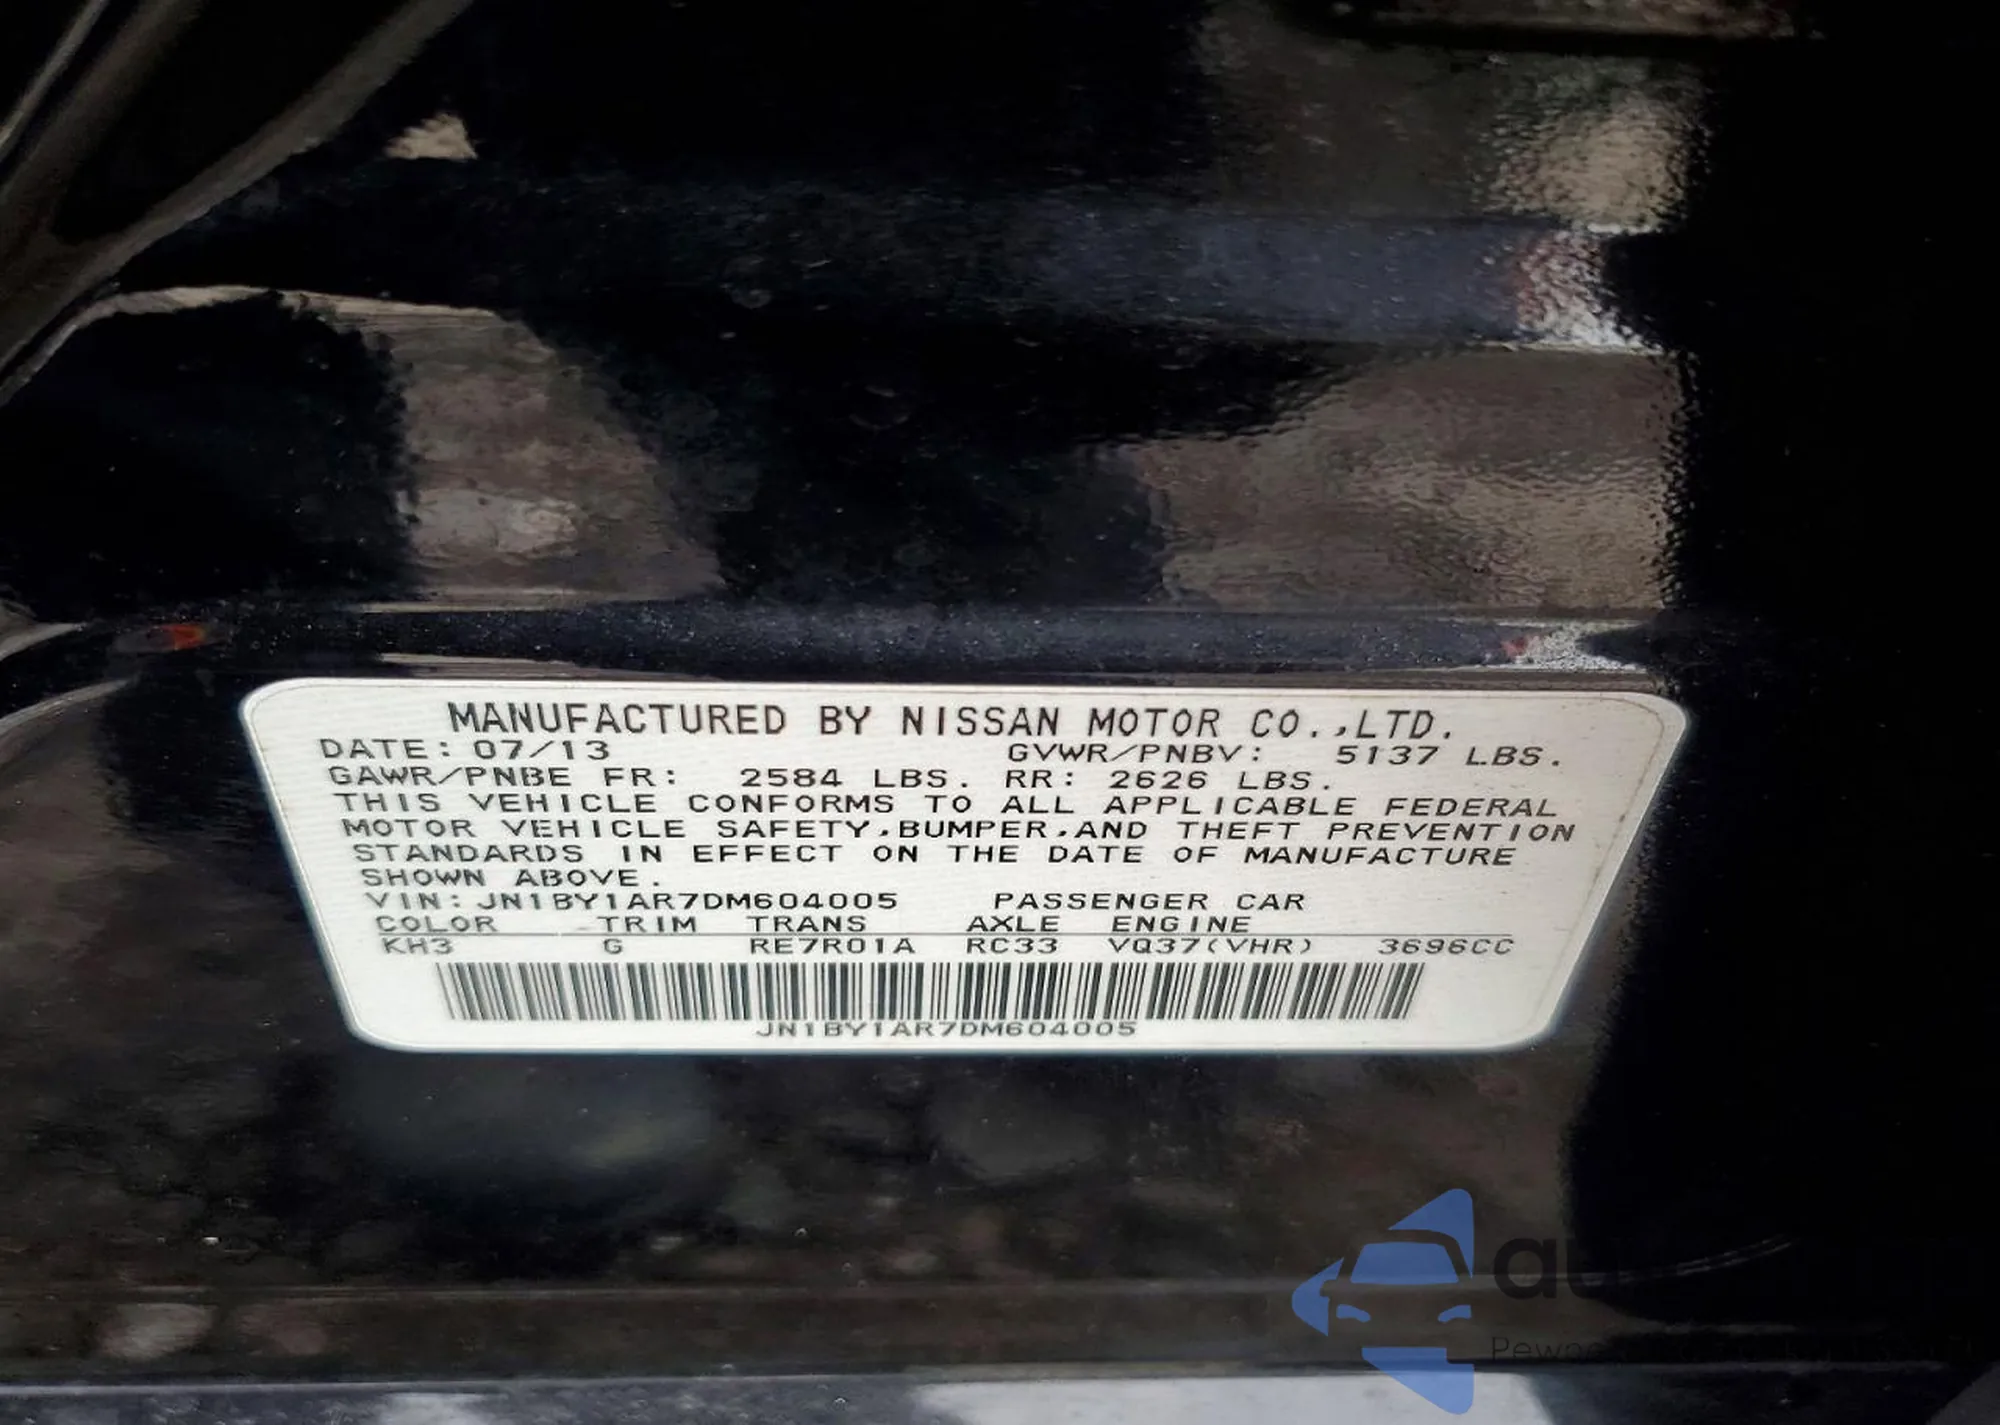 MANUFACTURED BY NISSAN MOTOR CO.,LTD.
DATE: 07/13 GVWR/PNBV: 5137 LBS.
GAWR/PNBE FR: 2584 LBS. RR: 2626 LBS.
THIS VEHICLE CONFORMS TO ALL APPLICABLE FEDERAL
MOTOR VEHICLE SAFETY,BUMPER,AND THEFT PREVENTION
STANDARDS IN EFFECT ON THE DATE OF MANUFACTURE
SHOWN ABOVE.
VIN: JN1BY1AR7DM604005 PASSENGER CAR
COLOR TRIM TRANS AXLE ENGINE
KH3 G RE7R01A RC33 VQ37(VHR) 3696CC
JN1BY1AR7DM604005